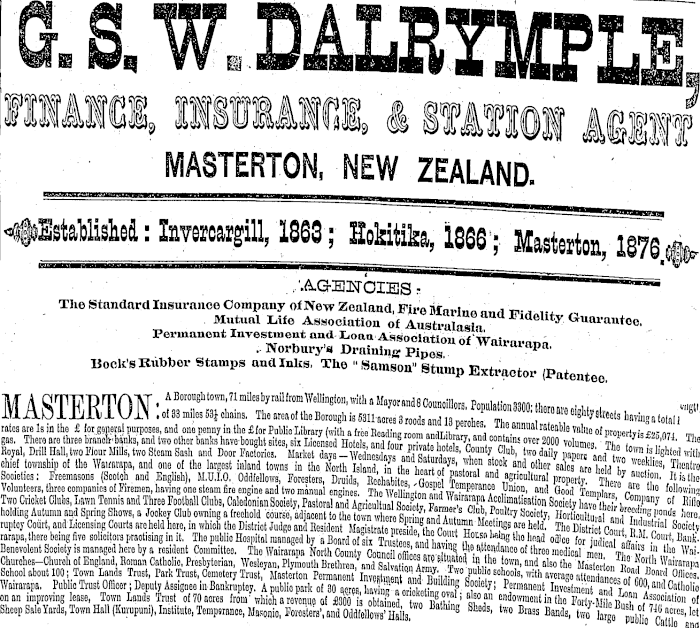 G. S. W. DALRYMPLE,
FINANCE, INSURANCE, & STATION AGENT
MASTERTON, NEW ZEALAND.
Established: Invercargill, 1863; Hokitika, 1866; Masterton, 1876.
AGENCIES:
The Standard Insurance Company of New Zealand, Fire Marine and Fidelity Guarantee.
Mutual Life Association of Australasia.
Permanent Investment and Loan Association of Wairarapa.
Norbury's Draining Pipes.
Bock's Rubber Stamps and Inks, The "Samson" Stump Extractor (Patentee.
MASTERTON: A Borough town, 71 miles by rail from Wellington, with a Mayor and 6 Councillors. Population 3300; there are eighty streets having a total
of 33 miles 53½ chains. The area of the Borough is 5911 acres 3 roods and 13 perches. The annual rateable value of property is £25,074. The
rates are 1s in the £ for general purposes, and one penny in the £ for Public Library (with a free Reading room and Library, and contains over 2000 volumes. The town is lighted with
gas. There are three branch banks, and two other banks have bought sites, six Licensed Hotels, and four private hotels, County Club, two daily papers and two weeklies, Theatre
Royal, Drill Hall, two Flour Mills, two Steam Sash and Door Factories. Market days—Wednesdays and Saturdays, when stock and other sales are held by auction. It is the
chief township of the Wairarapa, and one of the largest inland towns in the North Island, in the heart of pastoral and agricultural property. There are the following
Societies; Freemasons (Scotch and English), M.U.I.O. Oddfellows, Foresters, Druids, Rechabites, Gospel Temperance Union, and Good Templars, Company of Rifle
Volunteers, three companies of Firemen, having one steam fire engine and two manual engines. The Wellington and Wairarapa Acclimatisation Society have their breeding ponds here.
Two Cricket Clubs, Lawn Tennis and Three Football Clubs, Caledonian Society, Pastoral and Agricultural Society, Farmer's Club, Poultry Society, Horticultural and Industrial Society
holding Autumn and Spring Shows, a Jockey Club owning a freehold course, adjacent to the town where Spring and Autumn Meetings are held. The District Court, R.M. Court, Bank-
ruptcy Court, and Licensing Courts are held here, in which the District Judge and Resident Magistrate preside, the Court House being the head office for judicial affairs in the Wai-
rarapa, there being five solicitors practising in it. The public Hospital managed by a Board of six Trustees, and having the attendance of three medical men. The North Wairarapa
Benevolent Society is managed here by a resident Committee. The Wairarapa North County Council offices are situated in the town, and also the Masterton Road Board Offices.
Churches—Church of England, Roman Catholic, Presbyterian, Wesleyan, Plymouth Brethren, and Salvation Army. Two public schools, with average attendances of 600, and Catholic
School about 100; Town Lands Trust, Park Trust, Cemetery Trust, Masterton Permanent Investment and Building Society; Permanent Investment and Loan Association of
Wairarapa. Public Trust Officer; Deputy Assignee in Bankruptcy. A public park of 30 acres, having a cricketing oval; also an endowment in the Forty-Mile Bush of 746 acres, let
on an improving lease. Town Lands Trust of 70 acres from which a revenue of £300 is obtained, two Bathing Sheds, two Brass Bands, two large public Cattle and
Sheep Sale Yards, Town Hall (Kuripuni), Institute, Temperance, Masonic, Foresters', and Oddfellows' Halls.